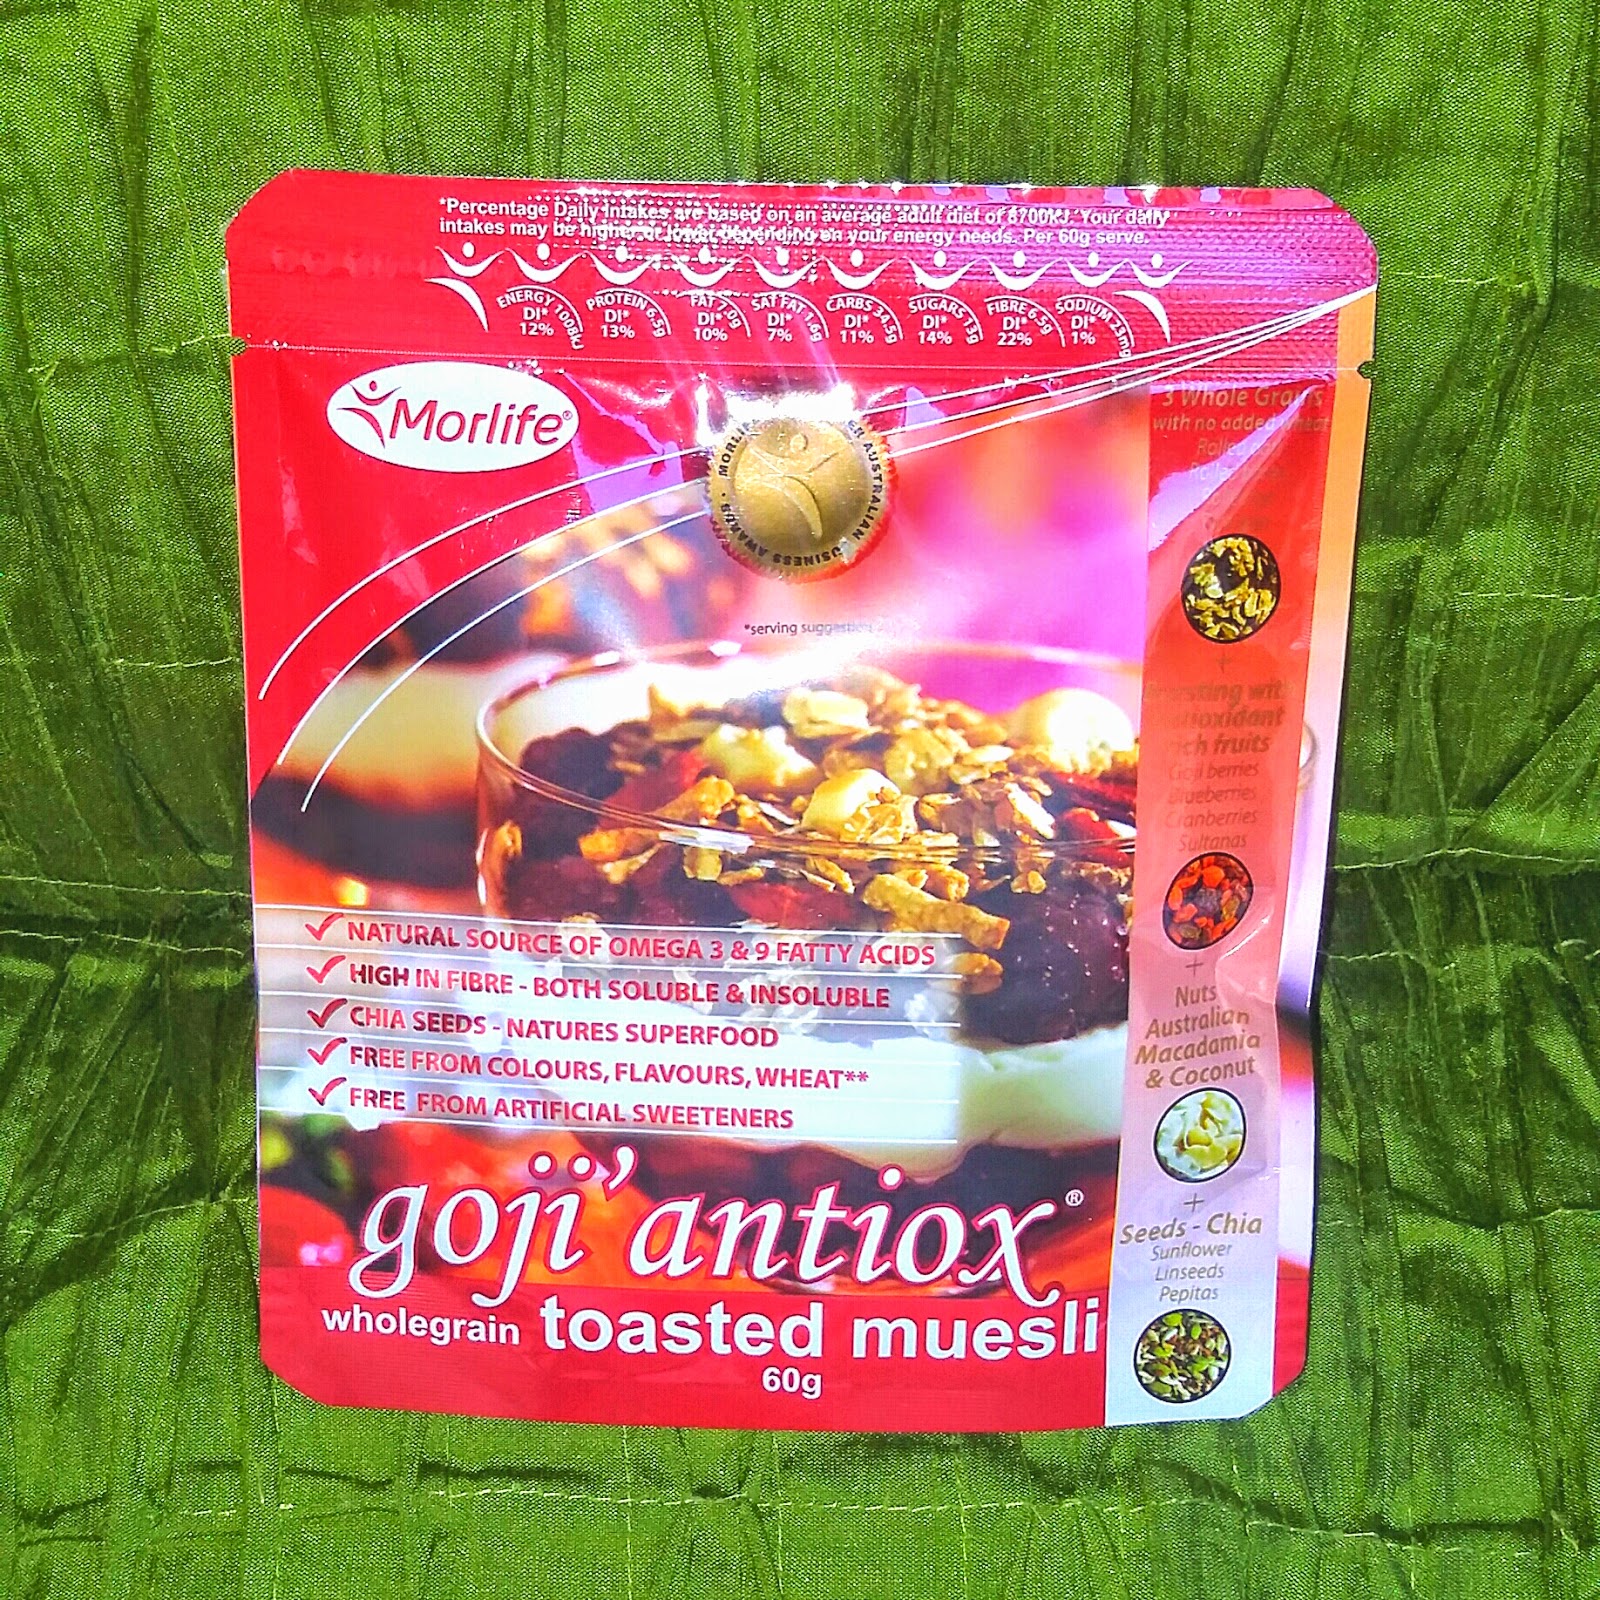 *Percentage Daily Intakes are based on an average adult diet of 8700kJ. Your daily
intakes may be higher or lower depending on your energy needs. Per 60g serve.
ENERGY 1008kJ DI* 12%
PROTEIN 6.5g DI* 13%
FAT 7.0g DI* 10%
SAT FAT 1.6g DI* 7%
CARBS 34.5g DI* 11%
SUGARS 13g DI* 14%
FIBRE 6.5g DI* 22%
SODIUM 23mg DI* 1%
Morlife®
AUSTRALIAN BUSINESS AWARDS
*serving suggestion
3 Whole Grains
with no added wheat
Rolled
Rolled
+
with
antioxidant
rich fruits
Goji berries
Blueberries
Cranberries
Sultanas
+
Nuts
Australian
Macadamia
& Coconut
+
Seeds - Chia
Sunflower
Linseeds
Pepitas
NATURAL SOURCE OF OMEGA 3 & 9 FATTY ACIDS
HIGH IN FIBRE - BOTH SOLUBLE & INSOLUBLE
CHIA SEEDS - NATURES SUPERFOOD
FREE FROM COLOURS, FLAVOURS, WHEAT**
FREE FROM ARTIFICIAL SWEETENERS
goji'antiox®
wholegrain toasted muesli
60g